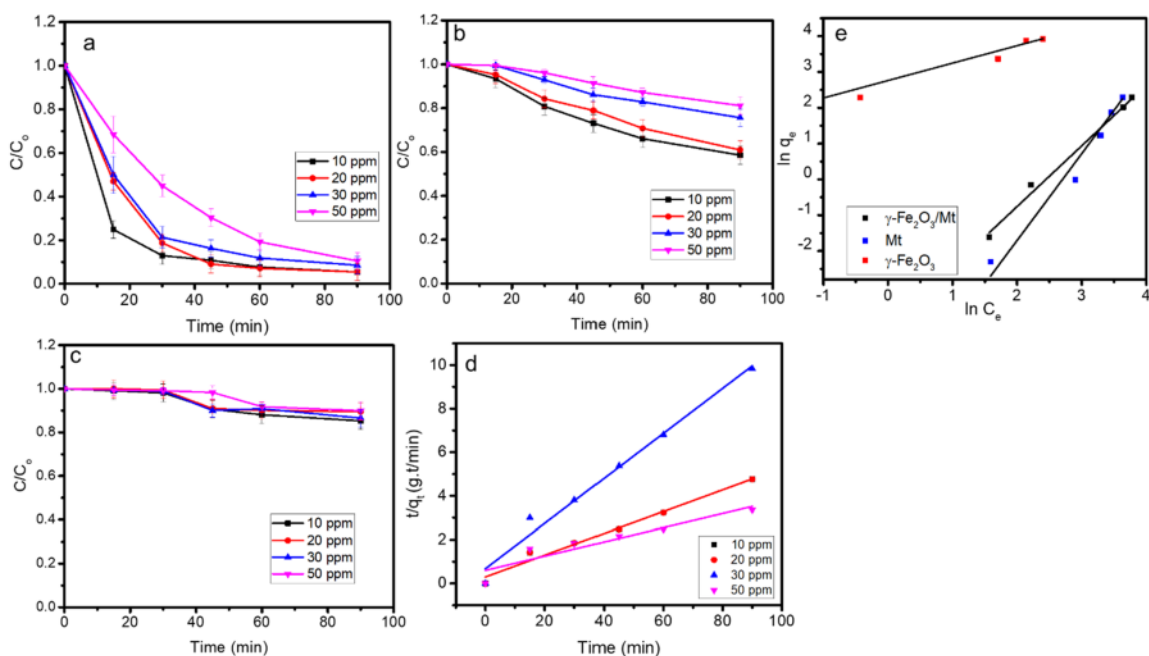 a
C/C₀
1.2
1.0
0.8
0.6
0.4
0.2
0.0
10 ppm
20 ppm
30 ppm
50 ppm
0 20 40 60 80 100
Time (min)
b
C/C₀
1.2
1.0
0.8
0.6
0.4
0.2
0.0
10 ppm
20 ppm
30 ppm
50 ppm
0 20 40 60 80 100
Time (min)
e
ln qₑ
4
3
2
1
0
-1
-2
γ-Fe₂O₃/Mt
Mt
γ-Fe₂O₃
-1 0 1 2 3 4
ln Cₑ
c
C/C₀
1.2
1.0
0.8
0.6
0.4
0.2
0.0
10 ppm
20 ppm
30 ppm
50 ppm
0 20 40 60 80 100
Time (min)
d
t/qₜ (g.t/min)
10
8
6
4
2
0
10 ppm
20 ppm
30 ppm
50 ppm
0 20 40 60 80 100
Time (min)